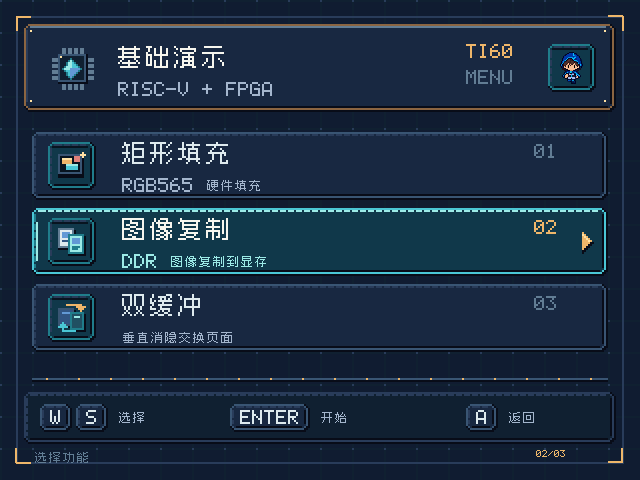 基础演示
TI60
RISC-V + FPGA
MENU
矩形填充
01
RGB565 硬件填充
图像复制
02
DDR 图像复制到显存
双缓冲
03
垂直消隐交换页面
W S 选择 ENTER 开始 A 返回
选择功能
02/03